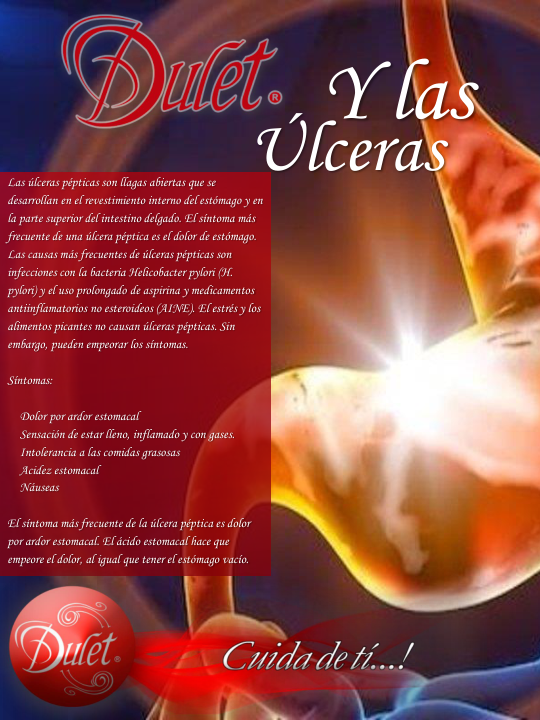 Dulet®
Y las
Úlceras
Las úlceras pépticas son llagas abiertas que se
desarrollan en el revestimiento interno del estómago y en
la parte superior del intestino delgado. El síntoma más
frecuente de una úlcera péptica es el dolor de estómago.
Las causas más frecuentes de úlceras pépticas son
infecciones con la bacteria Helicobacter pylori (H.
pylori) y el uso prolongado de aspirina y medicamentos
antiinflamatorios no esteroideos (AINE). El estrés y los
alimentos picantes no causan úlceras pépticas. Sin
embargo, pueden empeorar los síntomas.
Síntomas:
Dolor por ardor estomacal
Sensación de estar lleno, inflamado y con gases.
Intolerancia a las comidas grasosas
Acidez estomacal
Náuseas
El síntoma más frecuente de la úlcera péptica es dolor
por ardor estomacal. El ácido estomacal hace que
empeore el dolor, al igual que tener el estómago vacío.
Dulet®
Cuida de tí...!